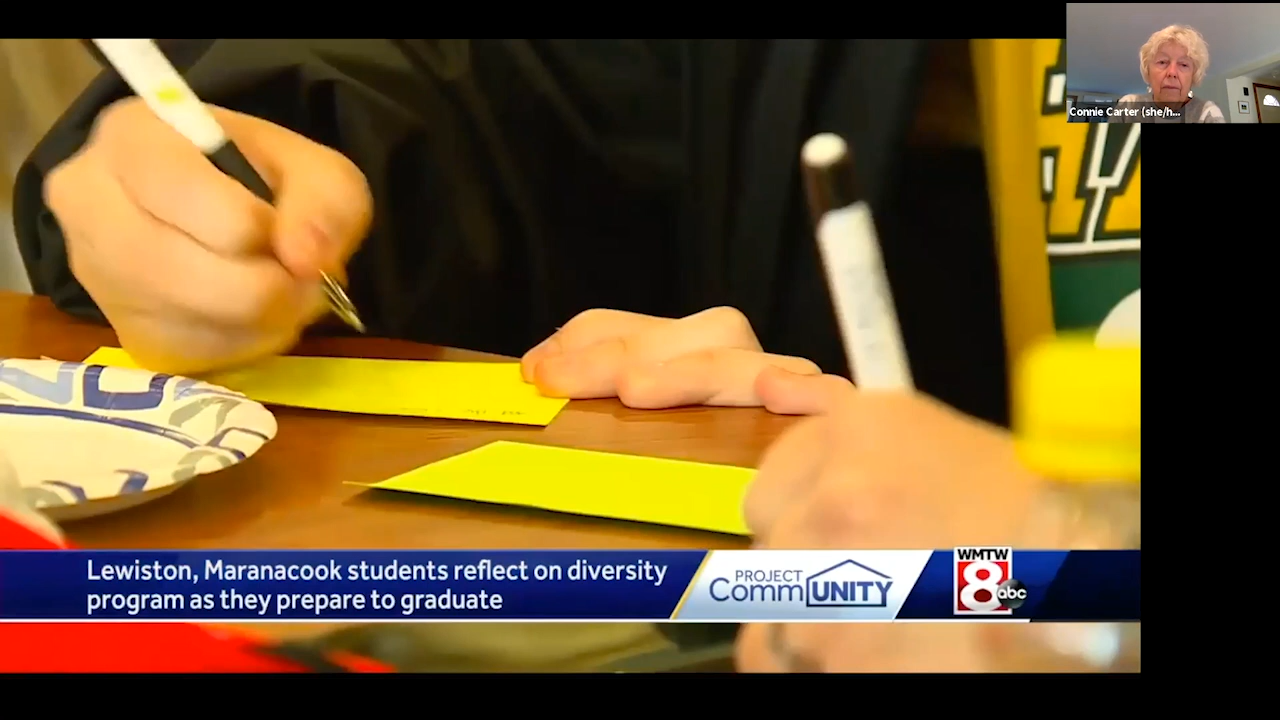 Connie Carter (she/h...
Lewiston, Maranacook students reflect on diversity
program as they prepare to graduate
PROJECT
CommUNITY
WMTW
8
abc